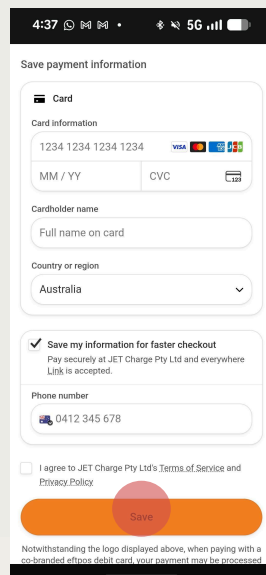 4:37
5G
Save payment information
Card
Card information
1234 1234 1234 1234 VISA JCB
MM / YY CVC 123
Cardholder name
Full name on card
Country or region
Australia
Save my information for faster checkout
Pay securely at JET Charge Pty Ltd and everywhere
Link is accepted.
Phone number
0412 345 678
I agree to JET Charge Pty Ltd's Terms of Service and
Privacy Policy
Save
Notwithstanding the logo displayed above, when paying with a
co-branded eftpos debit card, your payment may be processed